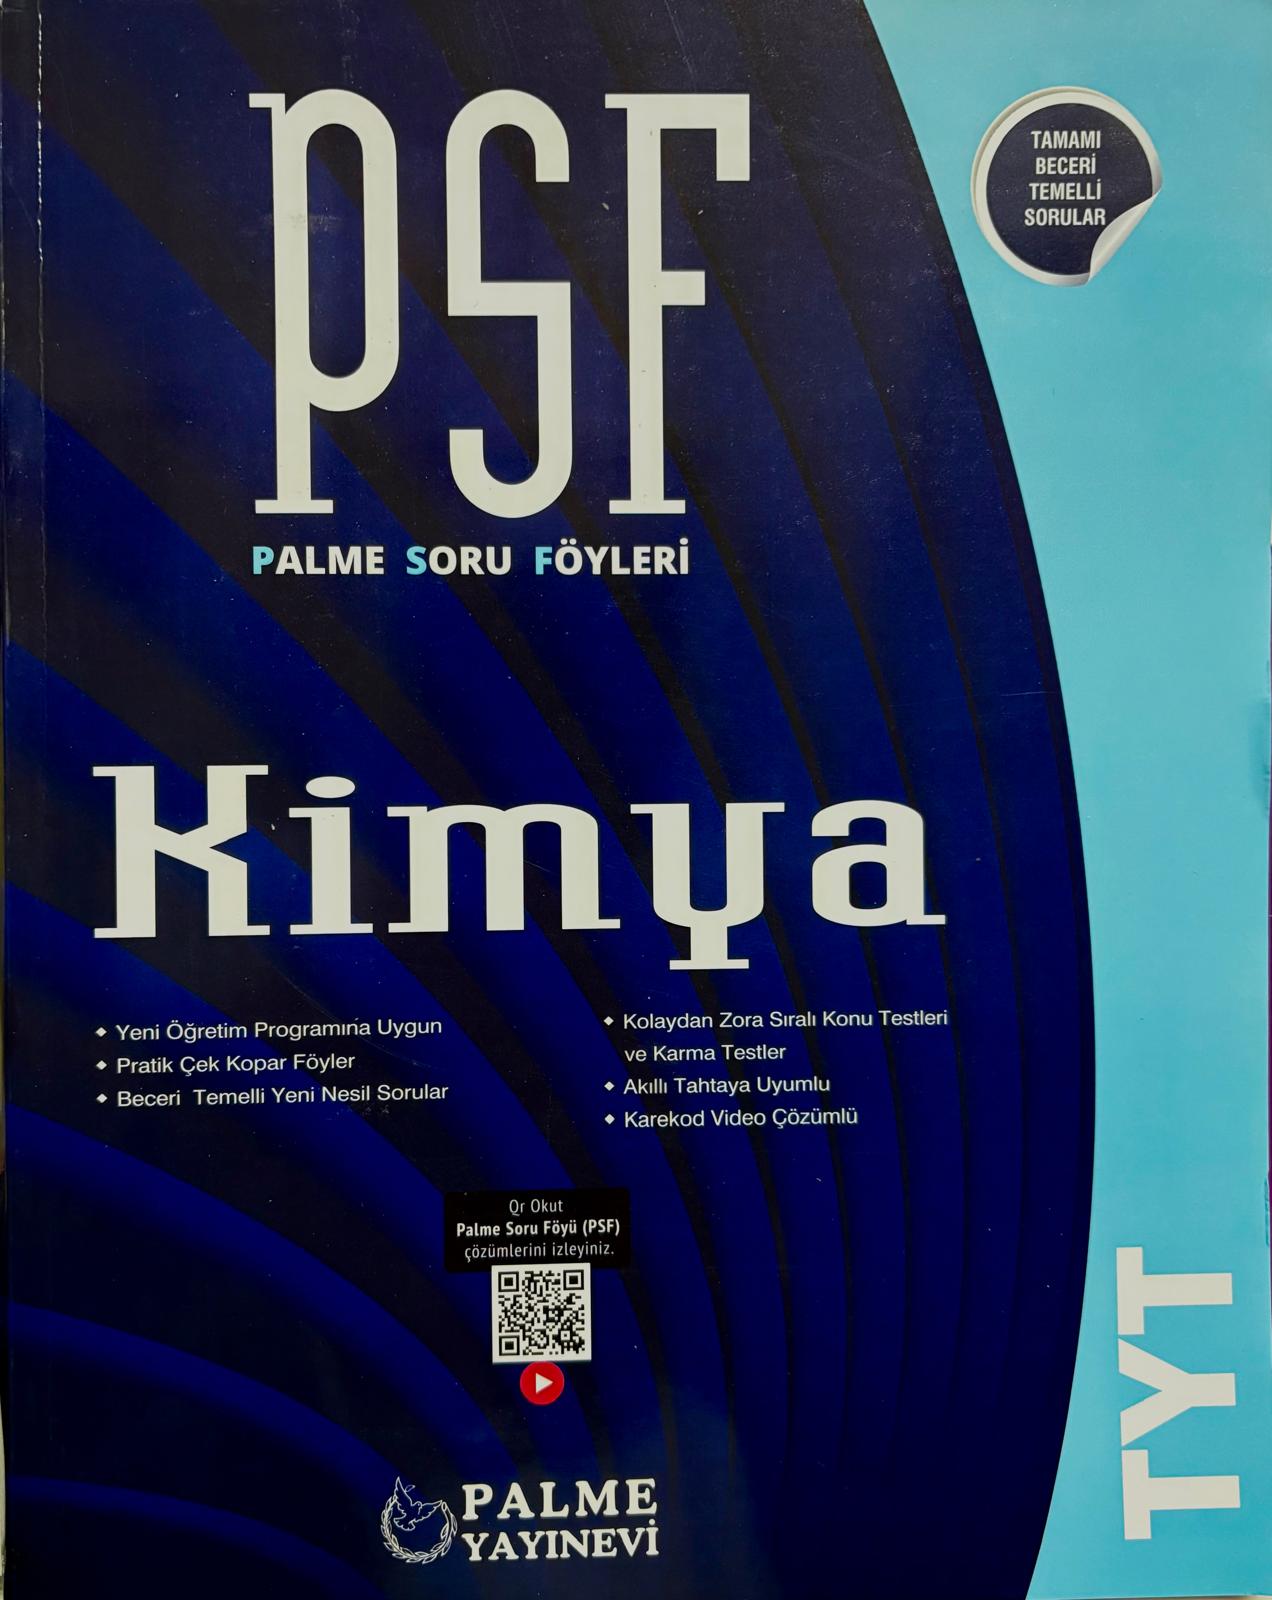 PSF
PALME SORU FÖYLERİ
TAMAMI
BECERİ
TEMELLİ
SORULAR
Kimya
◆ Yeni Öğretim Programına Uygun
◆ Pratik Çek Kopar Föyler
◆ Beceri Temelli Yeni Nesil Sorular
◆ Kolaydan Zora Sıralı Konu Testleri
ve Karma Testler
◆ Akıllı Tahtaya Uyumlu
◆ Karekod Video Çözümlü
Qr Okut
Palme Soru Föyü (PSF)
çözümlerini izleyiniz.
PALME
YAYINEVİ
TYT